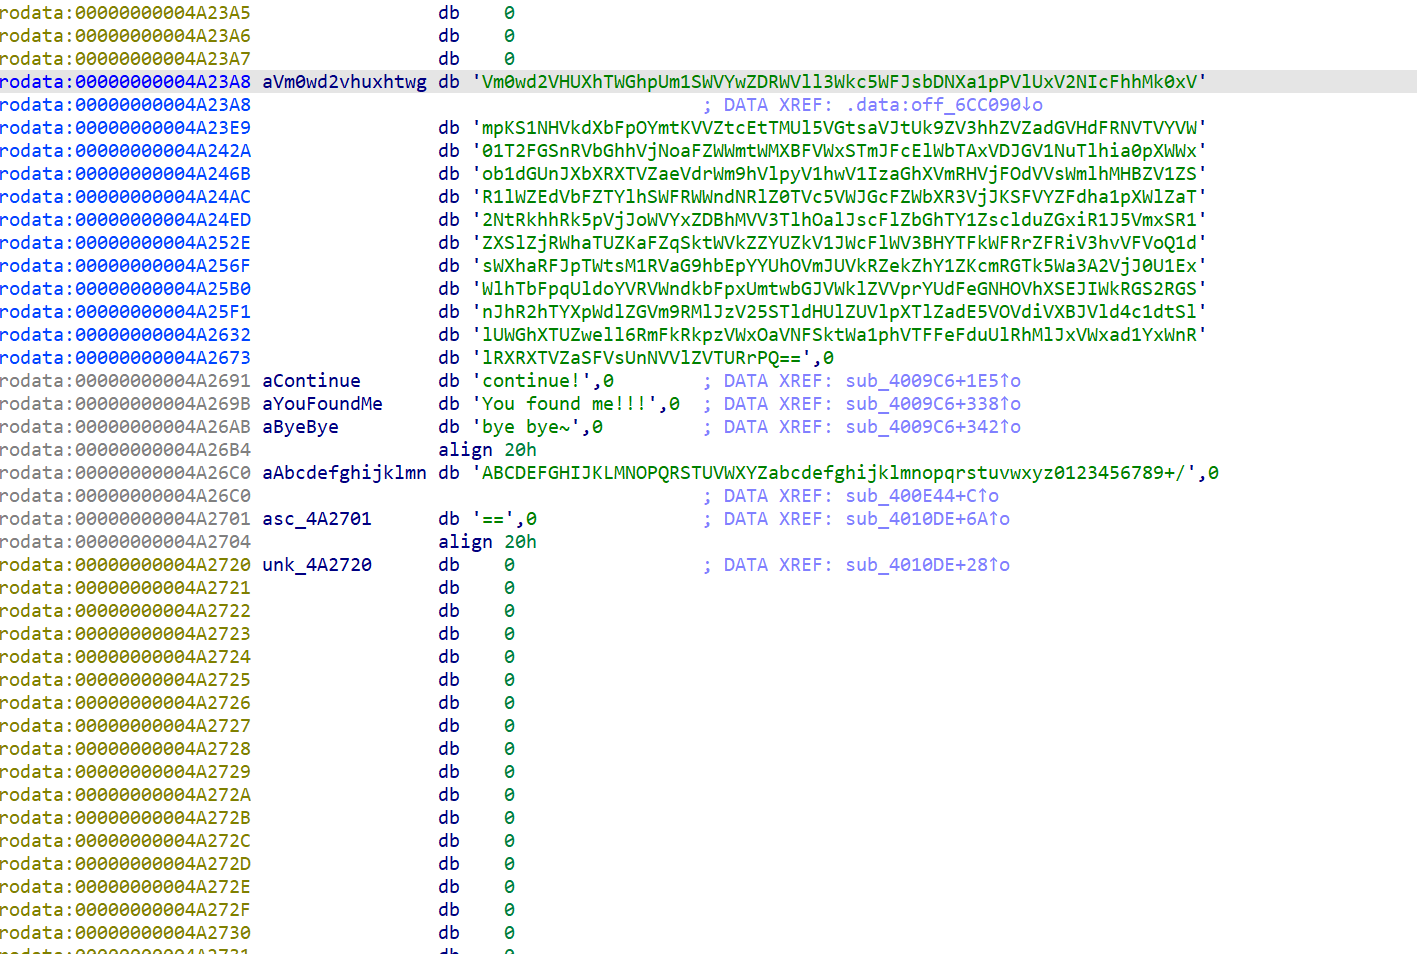 rodata:00000000004A23A5 db 0
rodata:00000000004A23A6 db 0
rodata:00000000004A23A7 db 0
rodata:00000000004A23A8 aVm0wd2vhuxhtwg db 'Vm0wd2VHUXhTWGhpUm1SWVYwZDRWVll3Wkc5WFJsbDNXa1pPVlUxV2NIcFhhMk0xV'
rodata:00000000004A23A8 ; DATA XREF: .data:off_6CC090↓o
rodata:00000000004A23E9 db 'mpKS1NHVkdXbFpOYmtKVVZtcEtTMUl5VGtsaVJtUk9ZV3hhZVZadGVHdFRNVTVYVW'
rodata:00000000004A242A db '01T2FGSnRVbGhhVjNoaFZWWmtWMXBFVWxSTmJFcElWbTAxVDJGV1NuTlhia0pXWWx'
rodata:00000000004A246B db 'ob1dGUnJXbXRXTVZaeVdrWm9hVlpyV1hwV1IzaGhXVmRHVjFOdVVsWmlhMHBZV1ZS'
rodata:00000000004A24AC db 'R1lWZEdVbFZTYlhSWFRWWndNRlZ0TVc5VWJGcFZWbXR3VjJKSFVYZFdha1pXWlZaT'
rodata:00000000004A24ED db '2NtRkhhRk5pVjJoWVYxZDBhMVV3TlhOalJscFlZbGhTY1ZsclduZGxiR1J5VmxSR1'
rodata:00000000004A252E db 'ZXSlZjRWhaTUZKaFZqSktWVkZZYUZkV1JWcFlWV3BHYTFkWFRrZFRiV3hvVFVoQ1d'
rodata:00000000004A256F db 'sWXhaRFJpTWtsM1RVaG9hbEpYYUhOVmJUVkRZekZhY1ZKcmRGTk5Wa3A2VjJ0U1Ex'
rodata:00000000004A25B0 db 'WlhTbFpqUldoYVRVWndkbFpxUmtwbGJVWklZVVprYUdFeGNHOVhXSEJIWkRGS2RGS'
rodata:00000000004A25F1 db 'nJhR2hTYXpWdlZGVm9RMlJzV25STldHUlZUVlpXTlZadE5VOVdiVXBJVld4c1dtSl'
rodata:00000000004A2632 db 'lUWGhXTUZwell6RmFkRkpzVWxOaVNFSktWa1phVTFFeFduUlRhMlJxVWxad1YxWnR'
rodata:00000000004A2673 db 'lRXRXTVZaSFVsUnNVVlZVTURrPQ==',0
rodata:00000000004A2691 aContinue db 'continue!',0 ; DATA XREF: sub_4009C6+1E5↑o
rodata:00000000004A269B aYouFoundMe db 'You found me!!!',0 ; DATA XREF: sub_4009C6+338↑o
rodata:00000000004A26AB aByeBye db 'bye bye~',0 ; DATA XREF: sub_4009C6+342↑o
rodata:00000000004A26B4 align 20h
rodata:00000000004A26C0 aAbcdefghijklmn db 'ABCDEFGHIJKLMNOPQRSTUVWXYZabcdefghijklmnopqrstuvwxyz0123456789+/',0
rodata:00000000004A26C0 ; DATA XREF: sub_400E44+C↑o
rodata:00000000004A2701 asc_4A2701 db '==',0 ; DATA XREF: sub_4010DE+6A↑o
rodata:00000000004A2704 align 20h
rodata:00000000004A2720 unk_4A2720 db 0 ; DATA XREF: sub_4010DE+28↑o
rodata:00000000004A2721 db 0
rodata:00000000004A2722 db 0
rodata:00000000004A2723 db 0
rodata:00000000004A2724 db 0
rodata:00000000004A2725 db 0
rodata:00000000004A2726 db 0
rodata:00000000004A2727 db 0
rodata:00000000004A2728 db 0
rodata:00000000004A2729 db 0
rodata:00000000004A272A db 0
rodata:00000000004A272B db 0
rodata:00000000004A272C db 0
rodata:00000000004A272D db 0
rodata:00000000004A272E db 0
rodata:00000000004A272F db 0
rodata:00000000004A2730 db 0